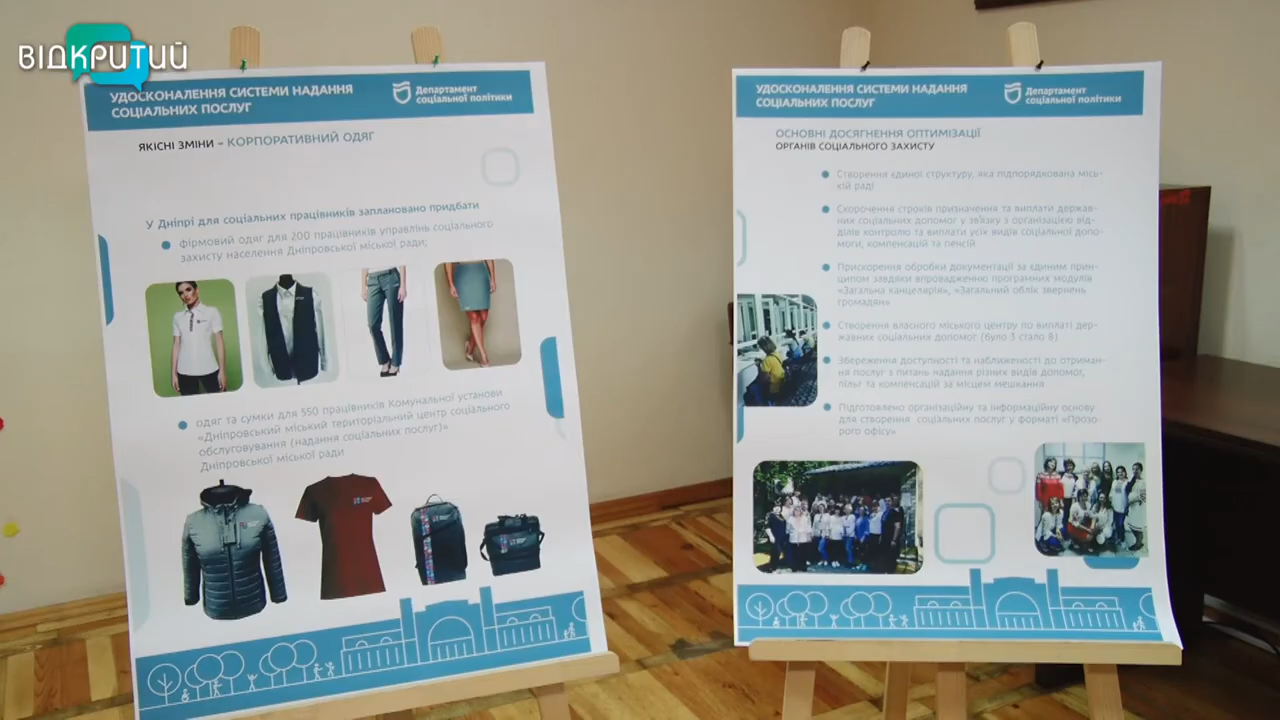 ВІДКРИТИЙ
УДОСКОНАЛЕННЯ СИСТЕМИ НАДАННЯ
СОЦІАЛЬНИХ ПОСЛУГ
Департамент
соціальної політики
ЯКІСНІ ЗМІНИ – КОРПОРАТИВНИЙ ОДЯГ
У Дніпрі для соціальних працівників заплановано придбати
фірмовий одяг для 200 працівників управлінь соціального
захисту населення Дніпровської міської ради;
одяг та сумки для 550 працівників Комунальної установи
«Дніпровський міський територіальний центр соціального
обслуговування (надання соціальних послуг)»
Дніпровської міської ради
УДОСКОНАЛЕННЯ СИСТЕМИ НАДАННЯ
СОЦІАЛЬНИХ ПОСЛУГ
Департамент
соціальної політики
ОСНОВНІ ДОСЯГНЕННЯ ОПТИМІЗАЦІЇ
ОРГАНІВ СОЦІАЛЬНОГО ЗАХИСТУ
Створення єдиної структуру, яка підпорядкована місь-
кій раді
Скорочення строків призначення та виплати держав-
них соціальних допомог у зв'язку з організацією від-
ділів контролю та виплати усіх видів соціальної допо-
моги, компенсацій та пенсій
Прискорення обробки документації за єдиним прин-
ципом завдяки впровадженню програмних модулів
«Загальна канцелярія», «Загальний облік звернень
громадян»
Створення власного міського центру по виплаті дер-
жавних соціальних допомог (було 3 стало 8)
Збереження доступності та наближеності до отриман-
ня послуг з питань надання різних видів допомог,
пільг та компенсацій за місцем мешкання
Підготовлено організаційну та інформаційну основу
для створення соціальних послуг у форматі «Прозо-
рого офісу»